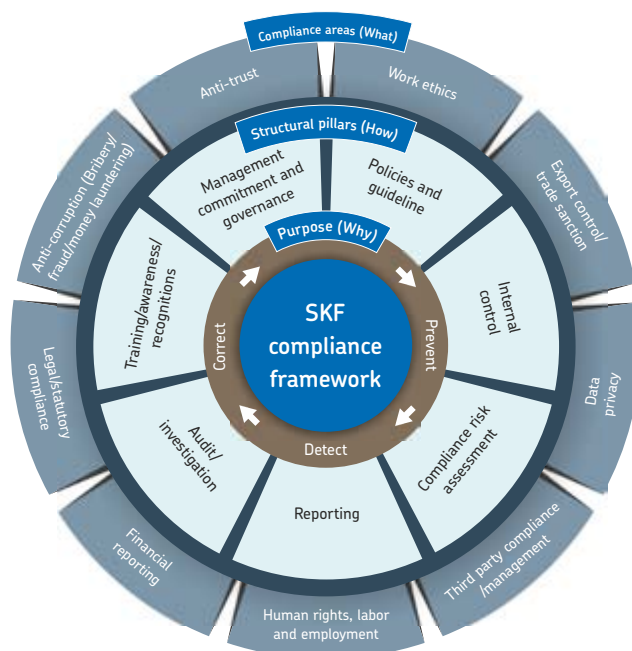 Compliance areas (What)
Anti-trust
Work ethics
Export control/
trade sanction
Data
privacy
Third party compliance
/management
Human rights, labor
and employment
Financial
reporting
Legal/statutory
compliance
Anti-corruption (Bribery/
fraud/money laundering)
Structural pillars (How)
Management
commitment and
governance
Policies and
guideline
Internal
control
Compliance risk
assessment
Reporting
Audit/
investigation
Training/awareness/
recognitions
Purpose (Why)
Prevent
Detect
Correct
SKF
compliance
framework